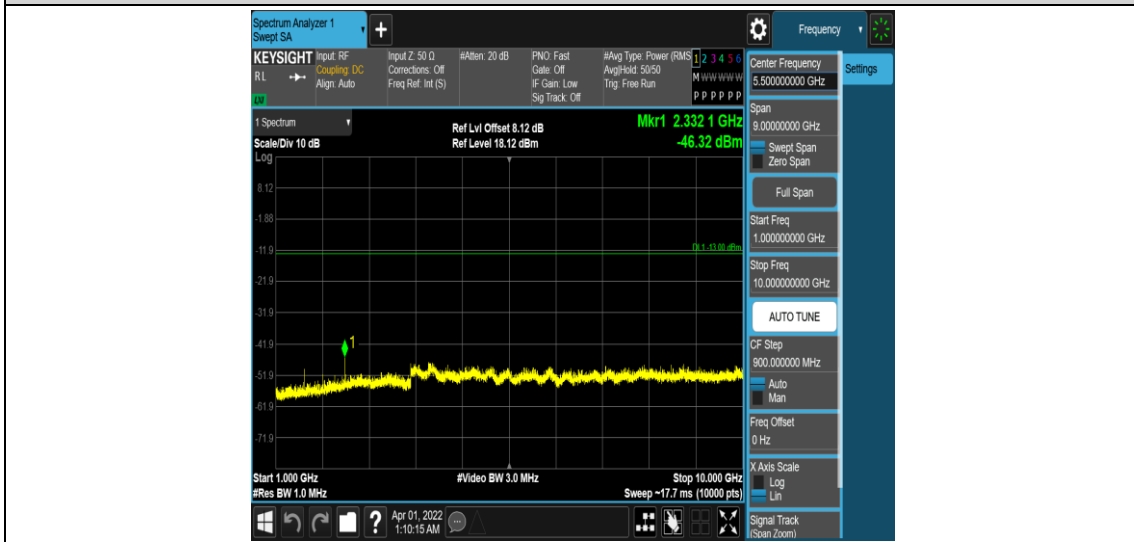 Spectrum Analyzer 1
Swept SA
+
Frequency
KEYSIGHT
RL
LXI
Input: RF
Coupling: DC
Align: Auto
Input Z: 50 Ω
Corrections: Off
Freq Ref: Int (S)
#Atten: 20 dB
PNO: Fast
Gate: Off
IF Gain: Low
Sig Track: Off
#Avg Type: Power (RMS
Avg|Hold: 50/50
Trig: Free Run
1 2 3 4 5 6
M W W W W W
P P P P P P
Center Frequency
5.500000000 GHz
Settings
1 Spectrum
Scale/Div 10 dB
Log
Ref Lvl Offset 8.12 dB
Ref Level 18.12 dBm
Mkr1 2.332 1 GHz
-46.32 dBm
8.12
-1.88
-11.9
-21.9
-31.9
-41.9
-51.9
-61.9
-71.9
DL1 -13.00 dBm
1
Start 1.000 GHz
#Res BW 1.0 MHz
#Video BW 3.0 MHz
Stop 10.000 GHz
Sweep ~17.7 ms (10000 pts)
Span
9.00000000 GHz
Swept Span
Zero Span
Full Span
Start Freq
1.000000000 GHz
Stop Freq
10.000000000 GHz
AUTO TUNE
CF Step
900.000000 MHz
Auto
Man
Freq Offset
0 Hz
X Axis Scale
Log
Lin
Signal Track
(Span Zoom)
?
Apr 01, 2022
1:10:15 AM